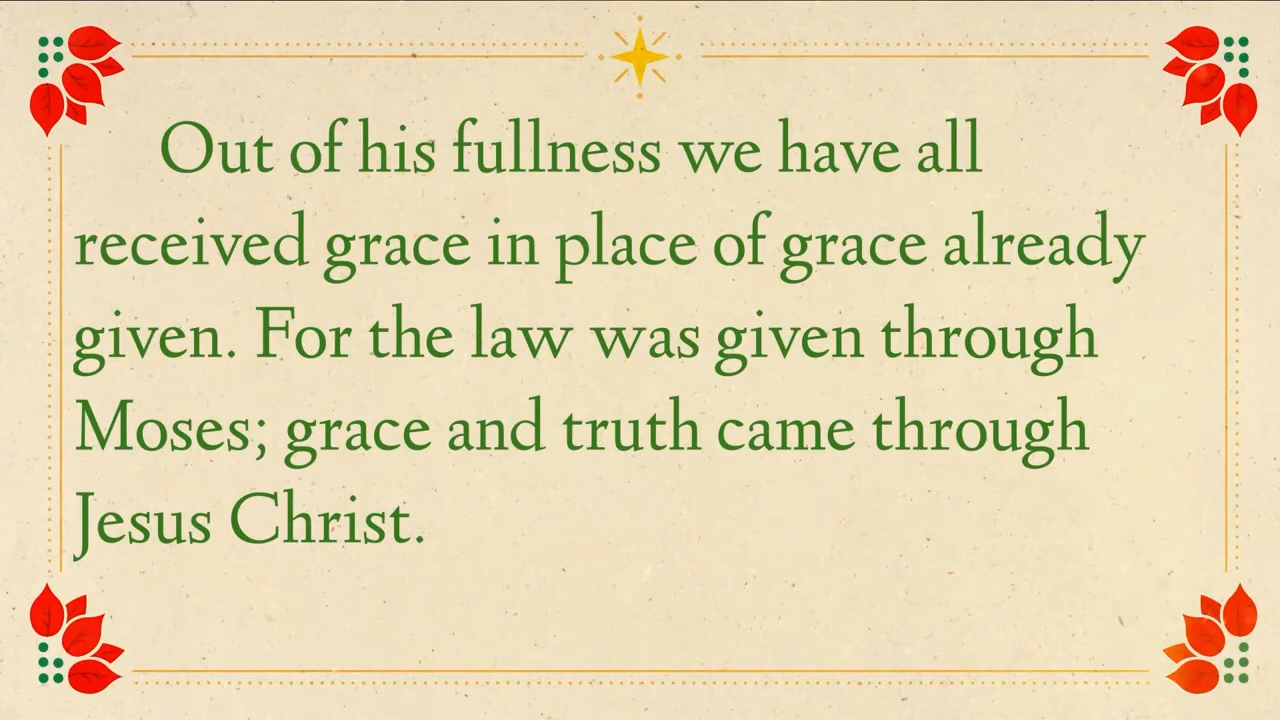 Out of his fullness we have all
received grace in place of grace already
given. For the law was given through
Moses; grace and truth came through
Jesus Christ.